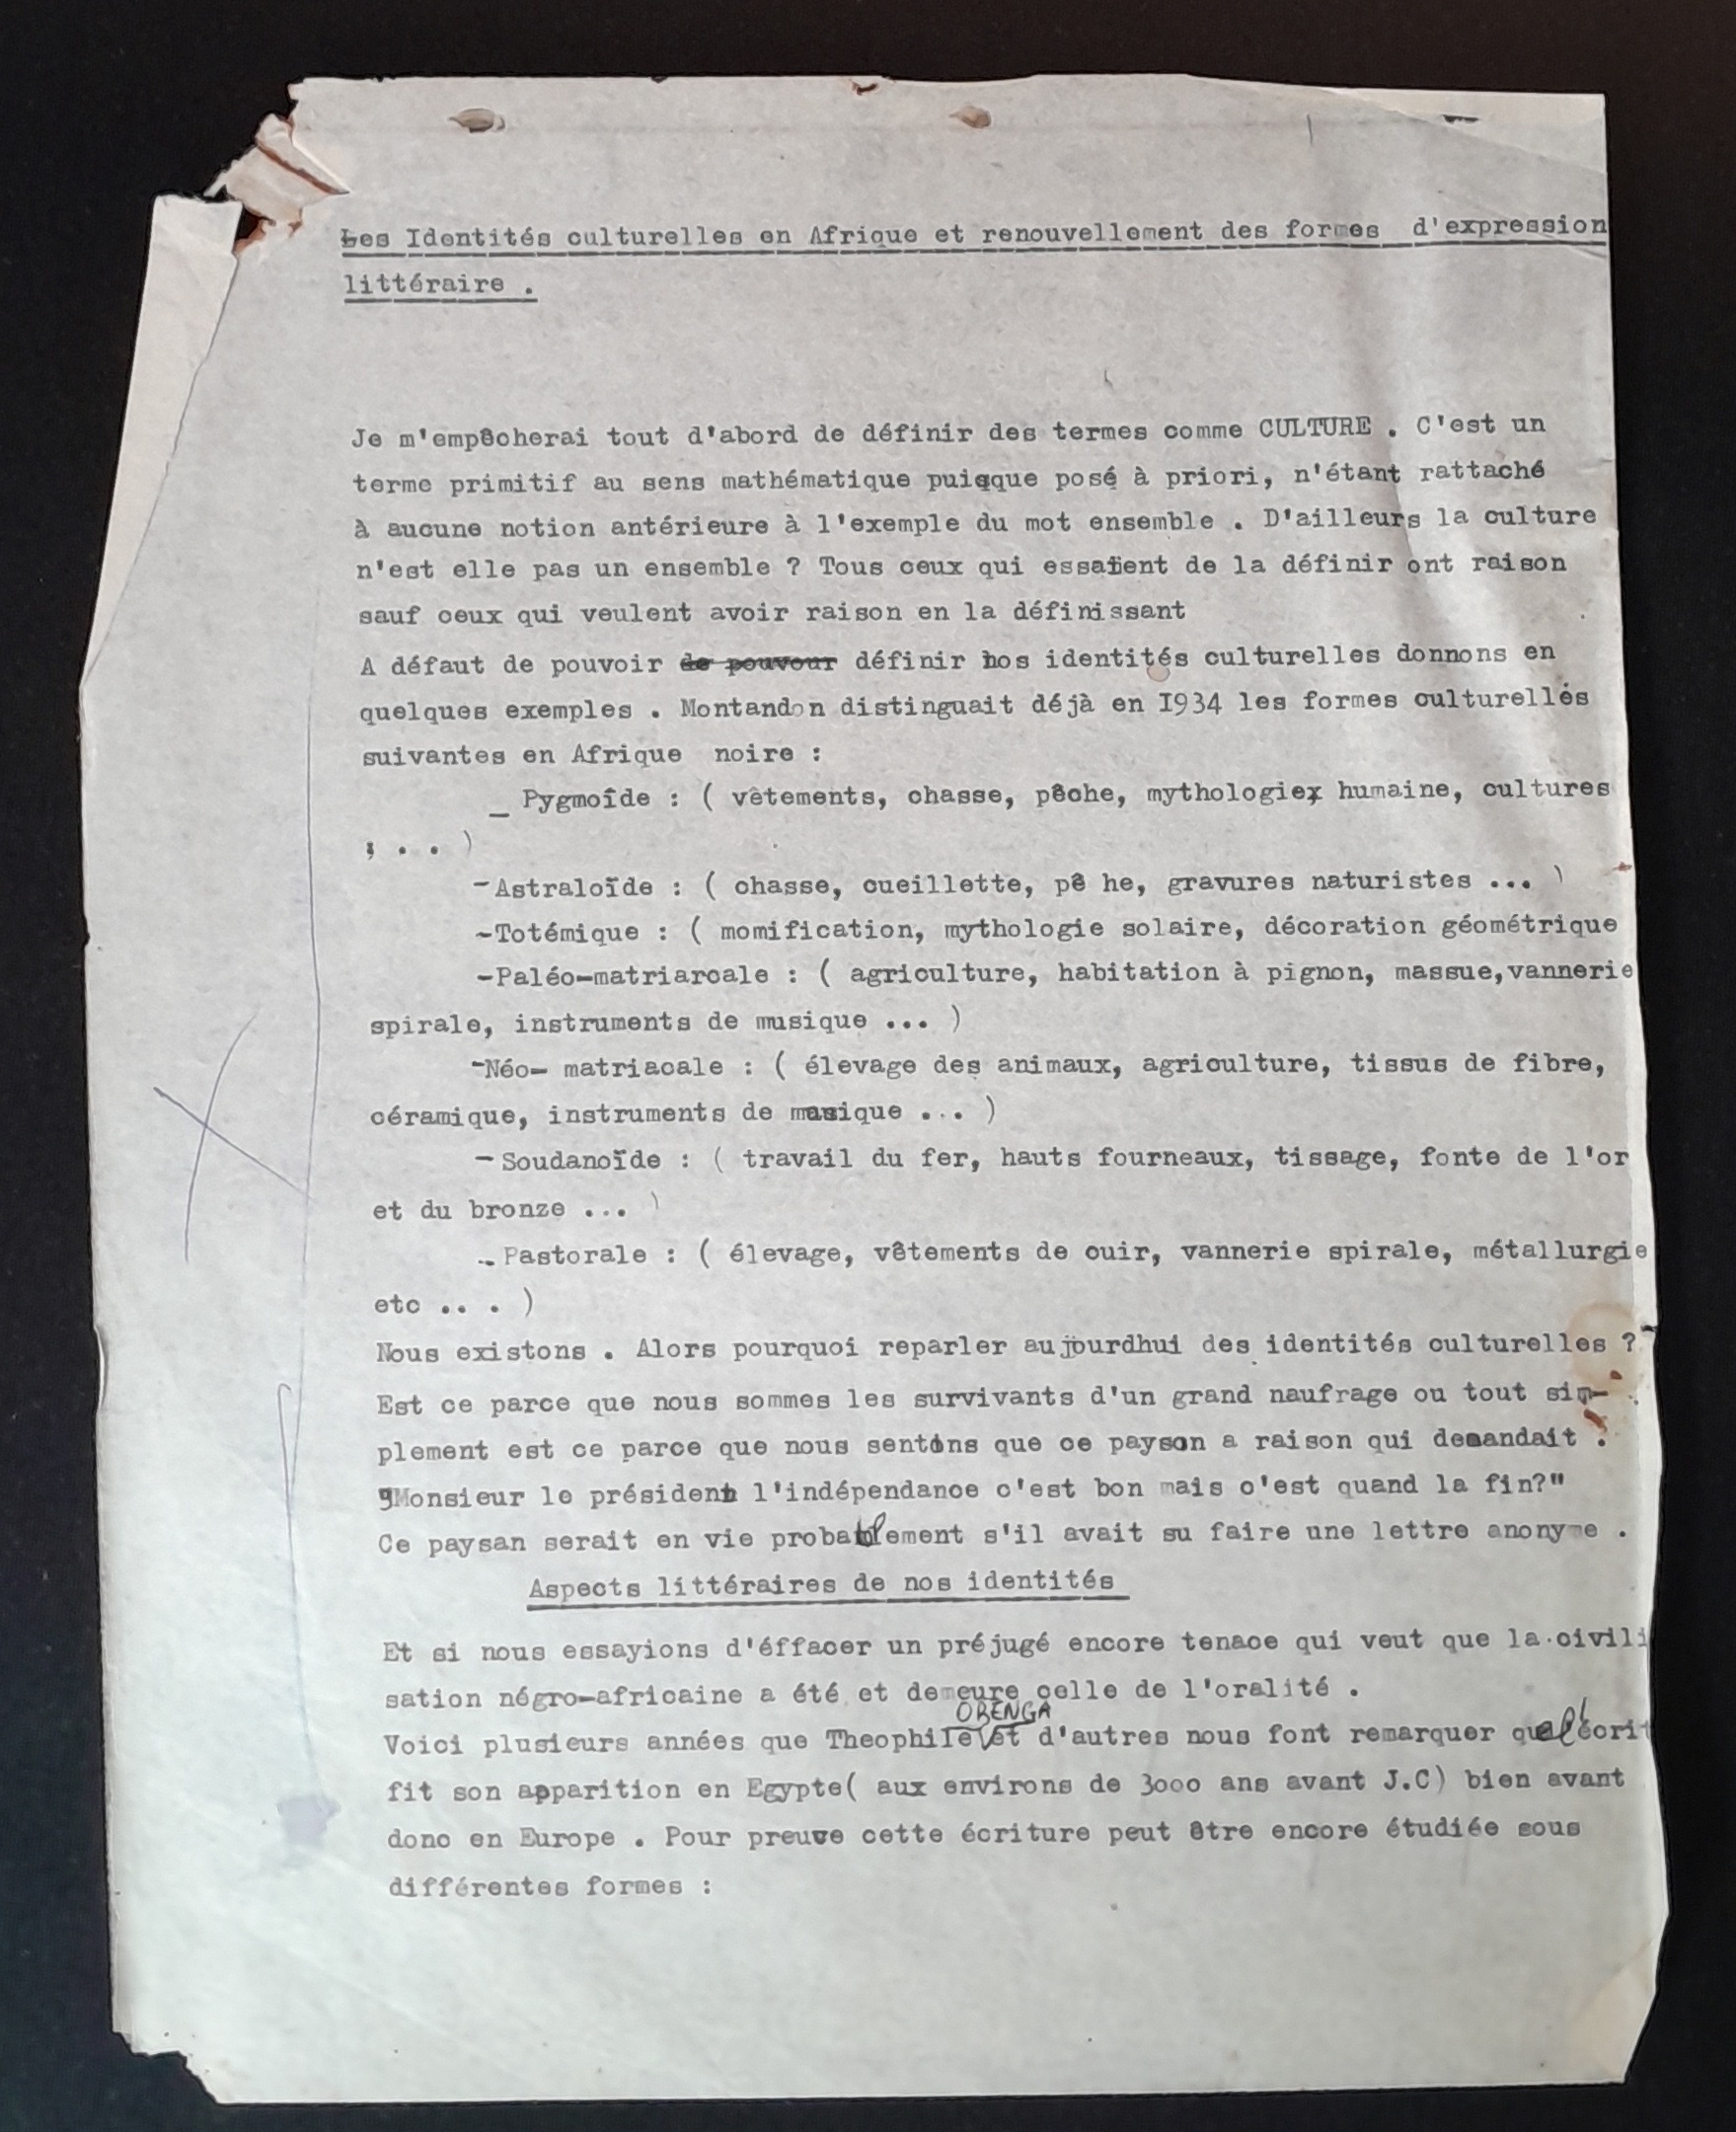 Les Identités culturelles en Afrique et renouvellement des formes d'expression
littéraire .
Je m'empêcherai tout d'abord de définir des termes comme CULTURE . C'est un
terme primitif au sens mathématique puisque posé à priori, n'étant rattaché
à aucune notion antérieure à l'exemple du mot ensemble . D'ailleurs la culture
n'est elle pas un ensemble ? Tous ceux qui essaient de la définir ont raison
sauf ceux qui veulent avoir raison en la définissant
A défaut de pouvoir de pouvour définir nos identités culturelles donnons en
quelques exemples . Montandon distinguait déjà en I934 les formes culturelles
suivantes en Afrique noire :
_ Pygmoîde : ( vêtements, chasse, pêche, mythologiex humaine, cultures
; . . )
-Astraloïde : ( chasse, cueillette, pê he, gravures naturistes ... )
-Totémique : ( momification, mythologie solaire, décoration géométrique
-Paléo-matriarcale : ( agriculture, habitation à pignon, massue,vannerie
spirale, instruments de musique ... )
-Néo- matriacale : ( élevage des animaux, agriculture, tissus de fibre,
céramique, instruments de musique ... )
- Soudanoïde : ( travail du fer, hauts fourneaux, tissage, fonte de l'or
et du bronze ... )
-. Pastorale : ( élevage, vêtements de cuir, vannerie spirale, métallurgie
etc .. . )
Nous existons . Alors pourquoi reparler aujourdhui des identités culturelles ?
Est ce parce que nous sommes les survivants d'un grand naufrage ou tout sim-
plement est ce parce que nous sentons que ce paysan a raison qui demandait :
"Monsieur le président l'indépendance c'est bon mais c'est quand la fin?"
Ce paysan serait en vie probablement s'il avait su faire une lettre anonyme .
Aspects littéraires de nos identités
Et si nous essayions d'éffacer un préjugé encore tenace qui veut que la civili
sation négro-africaine a été et demeure celle de l'oralité .
Voici plusieurs années que Theophile OBENGA et d'autres nous font remarquer que l'écrit
fit son apparition en Egypte( aux environs de 3000 ans avant J.C) bien avant
donc en Europe . Pour preuve cette écriture peut être encore étudiée sous
différentes formes :